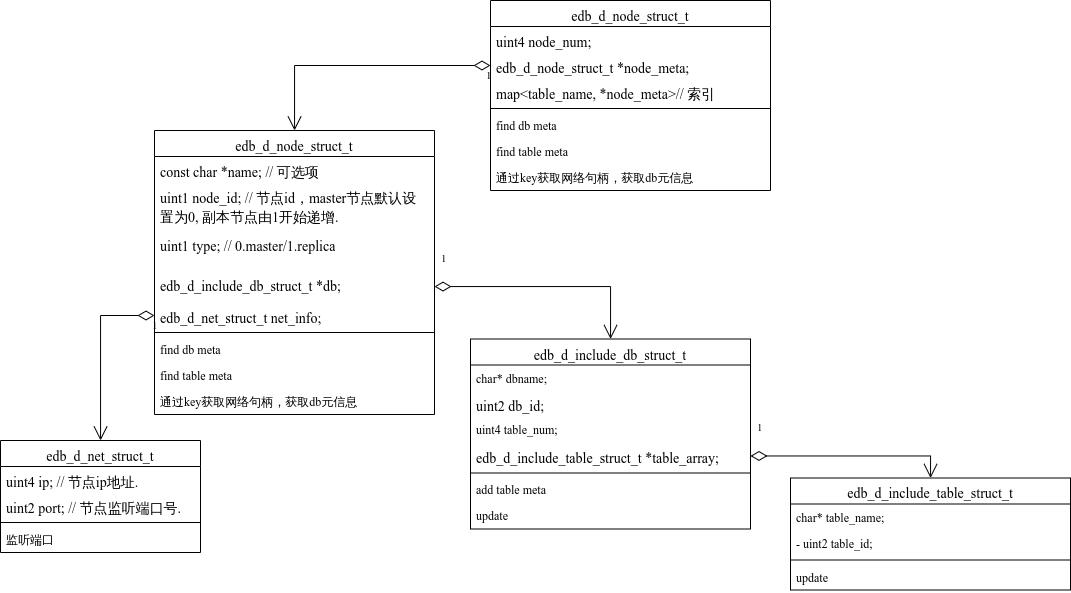 edb_d_node_struct_t
uint4 node_num;
edb_d_node_struct_t *node_meta;
1
map<table_name, *node_meta>// 索引
find db meta
find table meta
通过key获取网络句柄，获取db元信息
edb_d_node_struct_t
const char *name; // 可选项
uint1 node_id; // 节点id，master节点默认设
置为0, 副本节点由1开始递增.
uint1 type; // 0.master/1.replica
1
edb_d_include_db_struct_t *db;
edb_d_net_struct_t net_info;
find db meta
find table meta
通过key获取网络句柄，获取db元信息
edb_d_include_db_struct_t
char* dbname;
uint2 db_id;
uint4 table_num;
1
edb_d_include_table_struct_t *table_array;
add table meta
update
edb_d_net_struct_t
uint4 ip; // 节点ip地址.
uint2 port; // 节点监听端口号.
监听端口
edb_d_include_table_struct_t
char* table_name;
- uint2 table_id;
update